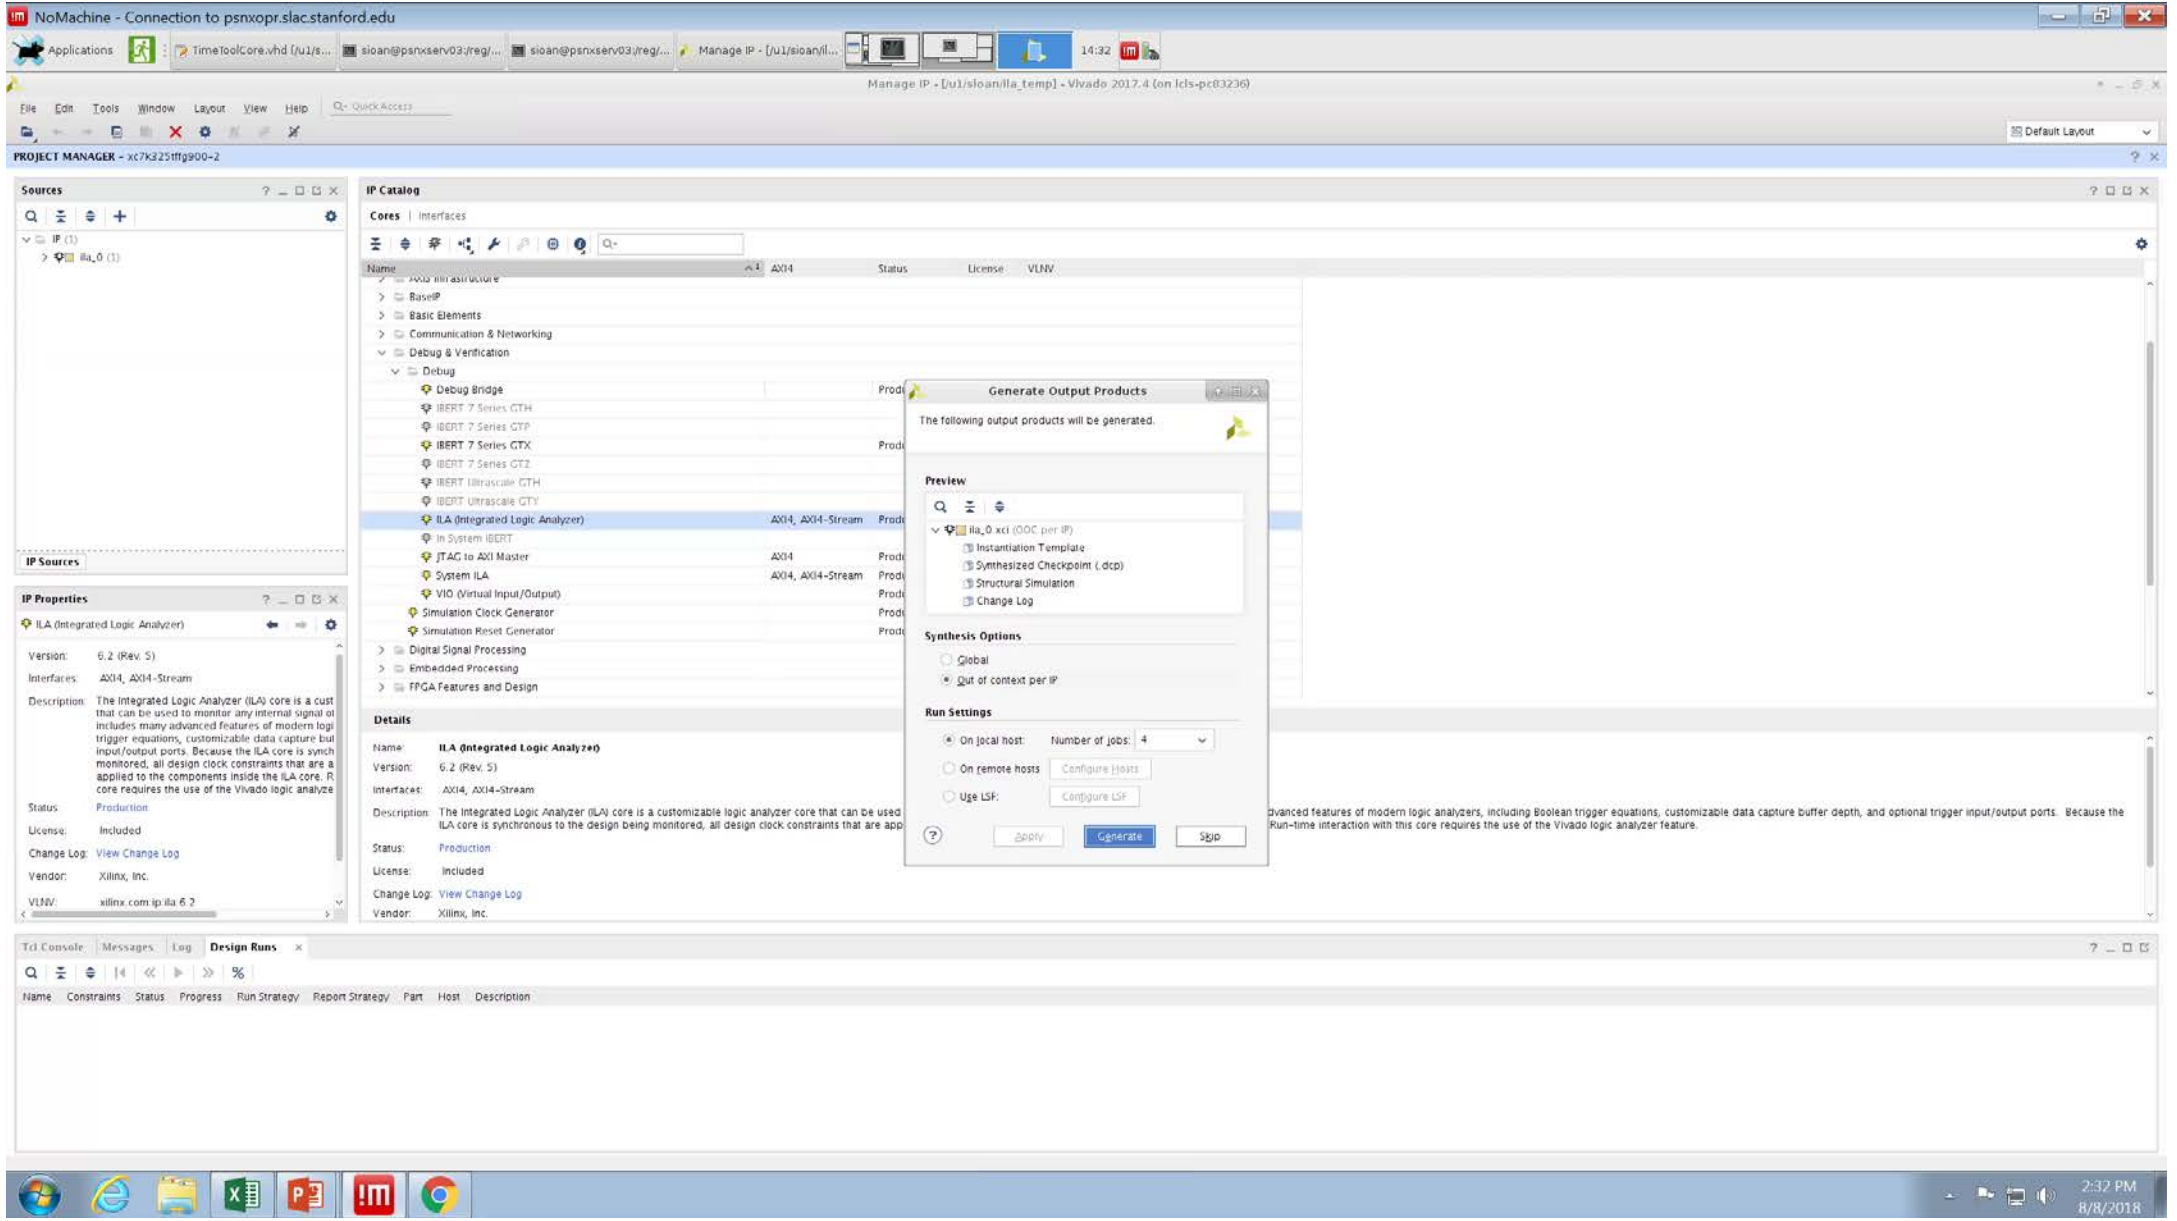 NoMachine - Connection to psnxopr.slac.stanford.edu
Applications TimeToolCore.vhd (/u1/s... sioan@psnxserv03:/reg/... sioan@psnxserv03:/reg/... Manage IP - [/u1/sioan/il... 14:32
Manage IP - [/u1/sioan/ila_temp] - Vivado 2017.4 (on lcls-pc83236)
File Edit Tools Window Layout View Help Quick Access
Default Layout
PROJECT MANAGER - xc7k325tffg900-2
Sources
IP (1)
ila_0 (1)
IP Sources
IP Properties
ILA (Integrated Logic Analyzer)
Version: 6.2 (Rev. 5)
Interfaces: AXI4, AXI4-Stream
Description: The Integrated Logic Analyzer (ILA) core is a cust
that can be used to monitor any internal signal of
includes many advanced features of modern logi
trigger equations, customizable data capture buf
input/output ports. Because the ILA core is synch
monitored, all design clock constraints that are a
applied to the components inside the ILA core. R
core requires the use of the Vivado logic analyze
Status: Production
License: Included
Change Log: View Change Log
Vendor: Xilinx, Inc.
VLNV: xilinx.com:ip:ila:6.2
IP Catalog
Cores | Interfaces
Name AXI4 Status License VLNV
AXIS Infrastructure
BaseIP
Basic Elements
Communication & Networking
Debug & Verification
Debug
Debug Bridge Produ
IBERT 7 Series GTH
IBERT 7 Series GTP
IBERT 7 Series GTX Produ
IBERT 7 Series GTZ
IBERT Ultrascale GTH
IBERT Ultrascale GTY
ILA (Integrated Logic Analyzer) AXI4, AXI4-Stream Produ
In System IBERT
JTAG to AXI Master AXI4 Produ
System ILA AXI4, AXI4-Stream Produ
VIO (Virtual Input/Output) Produ
Simulation Clock Generator Produ
Simulation Reset Generator Produ
Digital Signal Processing
Embedded Processing
FPGA Features and Design
Details
Name: ILA (Integrated Logic Analyzer)
Version: 6.2 (Rev. 5)
Interfaces: AXI4, AXI4-Stream
Description: The Integrated Logic Analyzer (ILA) core is a customizable logic analyzer core that can be used dvanced features of modern logic analyzers, including Boolean trigger equations, customizable data capture buffer depth, and optional trigger input/output ports. Because the
ILA core is synchronous to the design being monitored, all design clock constraints that are app Run-time interaction with this core requires the use of the Vivado logic analyzer feature.
Status: Production
License: Included
Change Log: View Change Log
Vendor: Xilinx, Inc.
Generate Output Products
The following output products will be generated.
Preview
ila_0.xci (OOC per IP)
Instantiation Template
Synthesized Checkpoint (.dcp)
Structural Simulation
Change Log
Synthesis Options
Global
Out of context per IP
Run Settings
On local host: Number of jobs: 4
On remote hosts Configure Hosts
Use LSF: Configure LSF
? Apply Generate Skip
Tcl Console Messages Log Design Runs
Name Constraints Status Progress Run Strategy Report Strategy Part Host Description
2:32 PM
8/8/2018